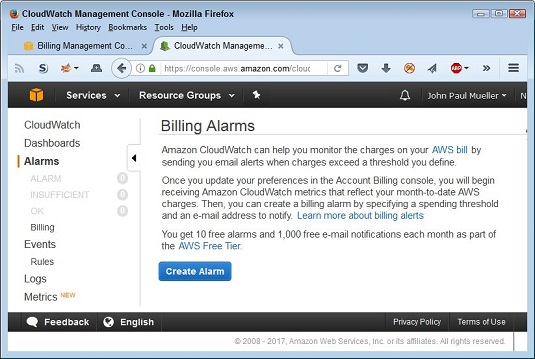 CloudWatch Management Console - Mozilla Firefox
File Edit View History Bookmarks Tools Help
Billing Management Co...
CloudWatch Manageme...
https://console.aws.amazon.com/clou
ABP
Services
Resource Groups
John Paul Mueller
N
CloudWatch
Dashboards
Alarms
ALARM 0
INSUFFICIENT 0
OK 0
Billing
Events
Rules
Logs
Metrics NEW
Billing Alarms
Amazon CloudWatch can help you monitor the charges on your AWS bill by
sending you email alerts when charges exceed a threshold you define.
Once you update your preferences in the Account Billing console, you will begin
receiving Amazon CloudWatch metrics that reflect your month-to-date AWS
charges. Then, you can create a billing alarm by specifying a spending threshold
and an e-mail address to notify. Learn more about billing alerts
You get 10 free alarms and 1,000 free e-mail notifications each month as part of
the AWS Free Tier.
Create Alarm
Feedback
English
Privacy Policy
Terms of Use
© 2008 - 2017, Amazon Web Services, Inc. or its affiliates. All rights reserved.